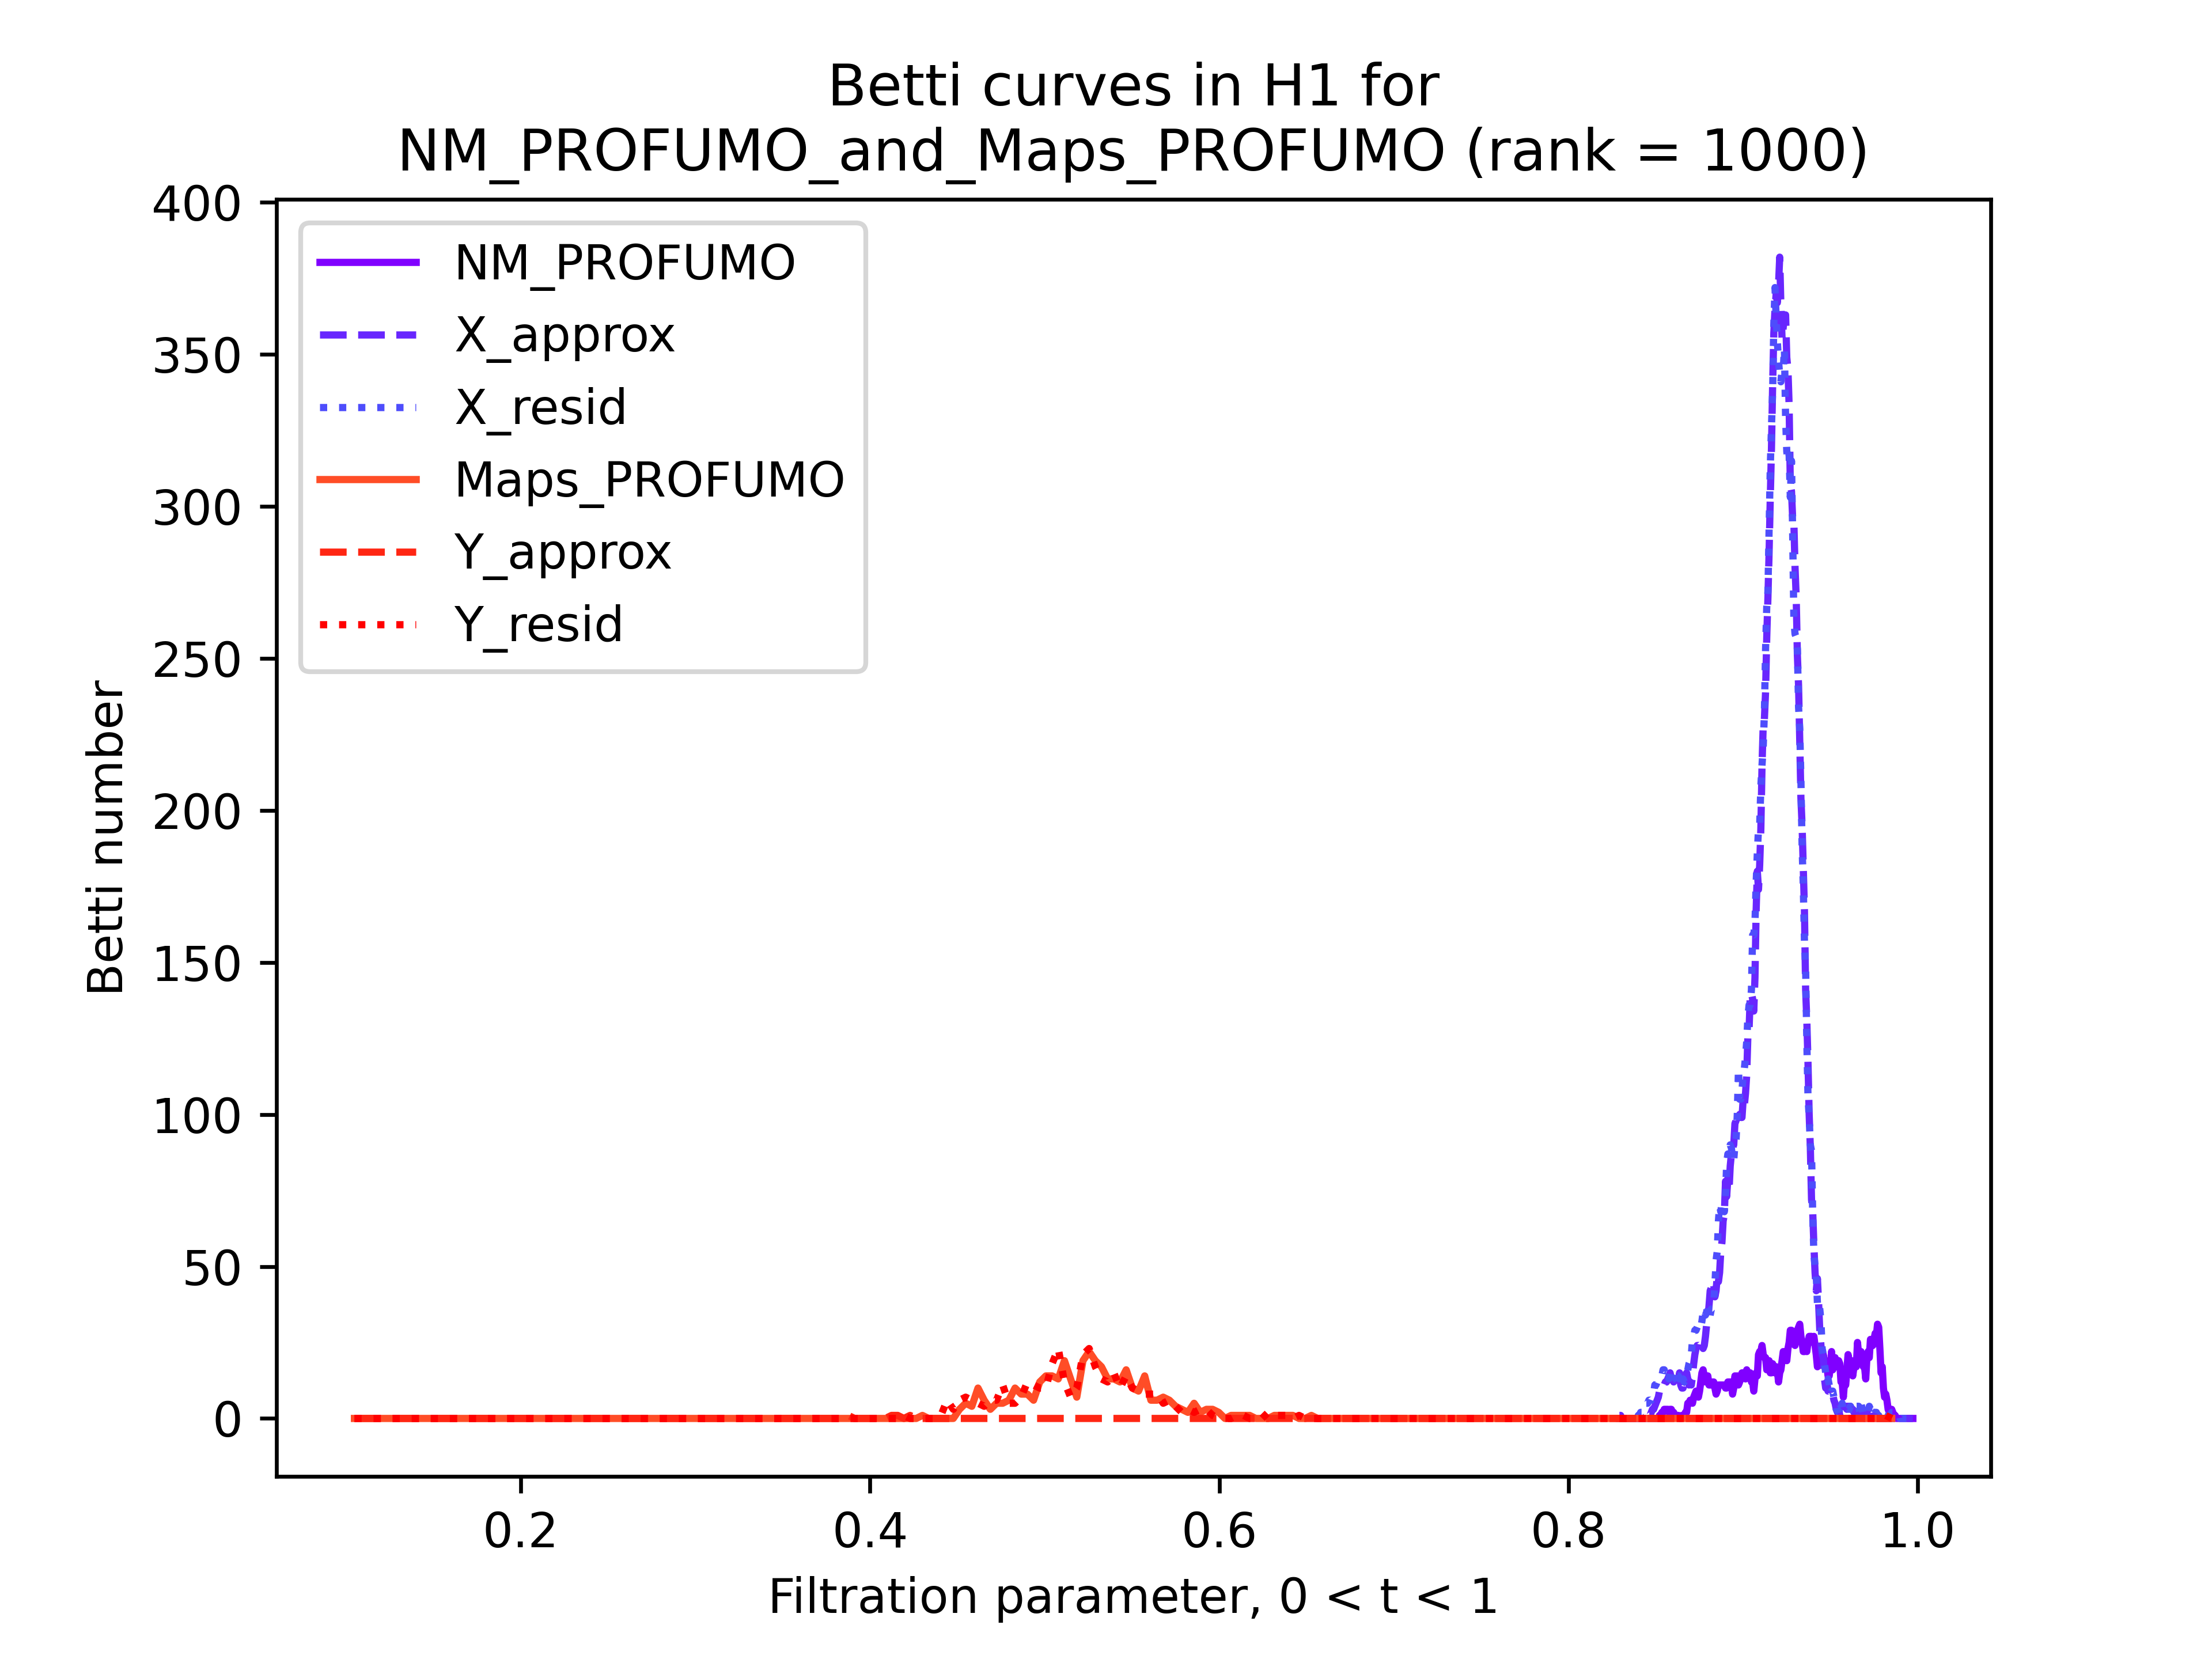 Betti curves in H1 for
NM_PROFUMO_and_Maps_PROFUMO (rank = 1000)
400
350
300
250
200
150
100
50
0
Betti number
NM_PROFUMO
X_approx
X_resid
Maps_PROFUMO
Y_approx
Y_resid
0.2 0.4 0.6 0.8 1.0
Filtration parameter, 0 < t < 1